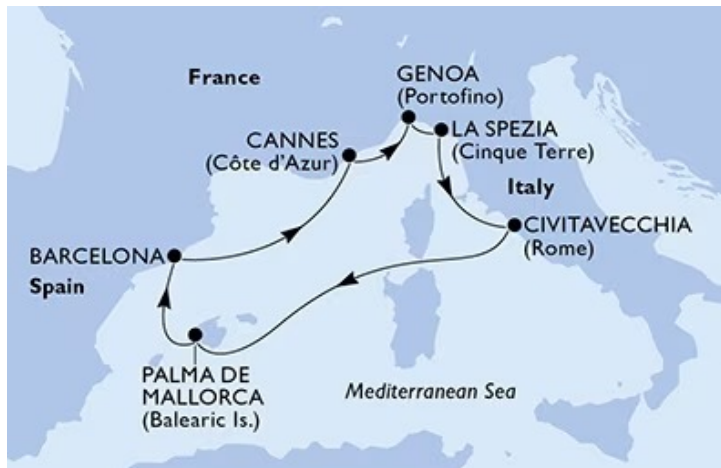 France
GENOA
(Portofino)
CANNES
(Côte d'Azur)
LA SPEZIA
(Cinque Terre)
Italy
CIVITAVECCHIA
(Rome)
BARCELONA
Spain
PALMA DE
MALLORCA
(Balearic Is.)
Mediterranean Sea